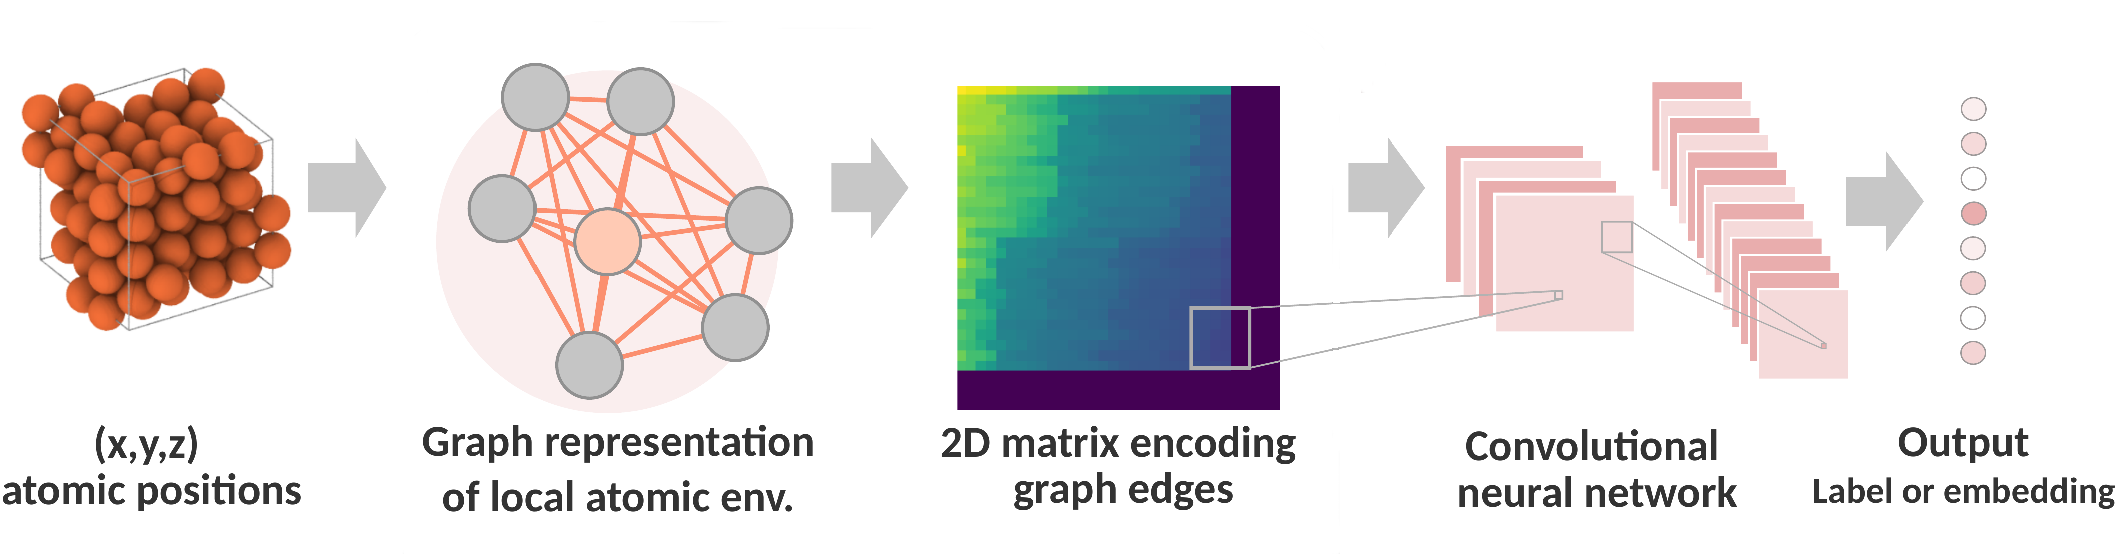 (x,y,z)
atomic positions
Graph representation
of local atomic env.
2D matrix encoding
graph edges
Convolutional
neural network
Output
Label or embedding